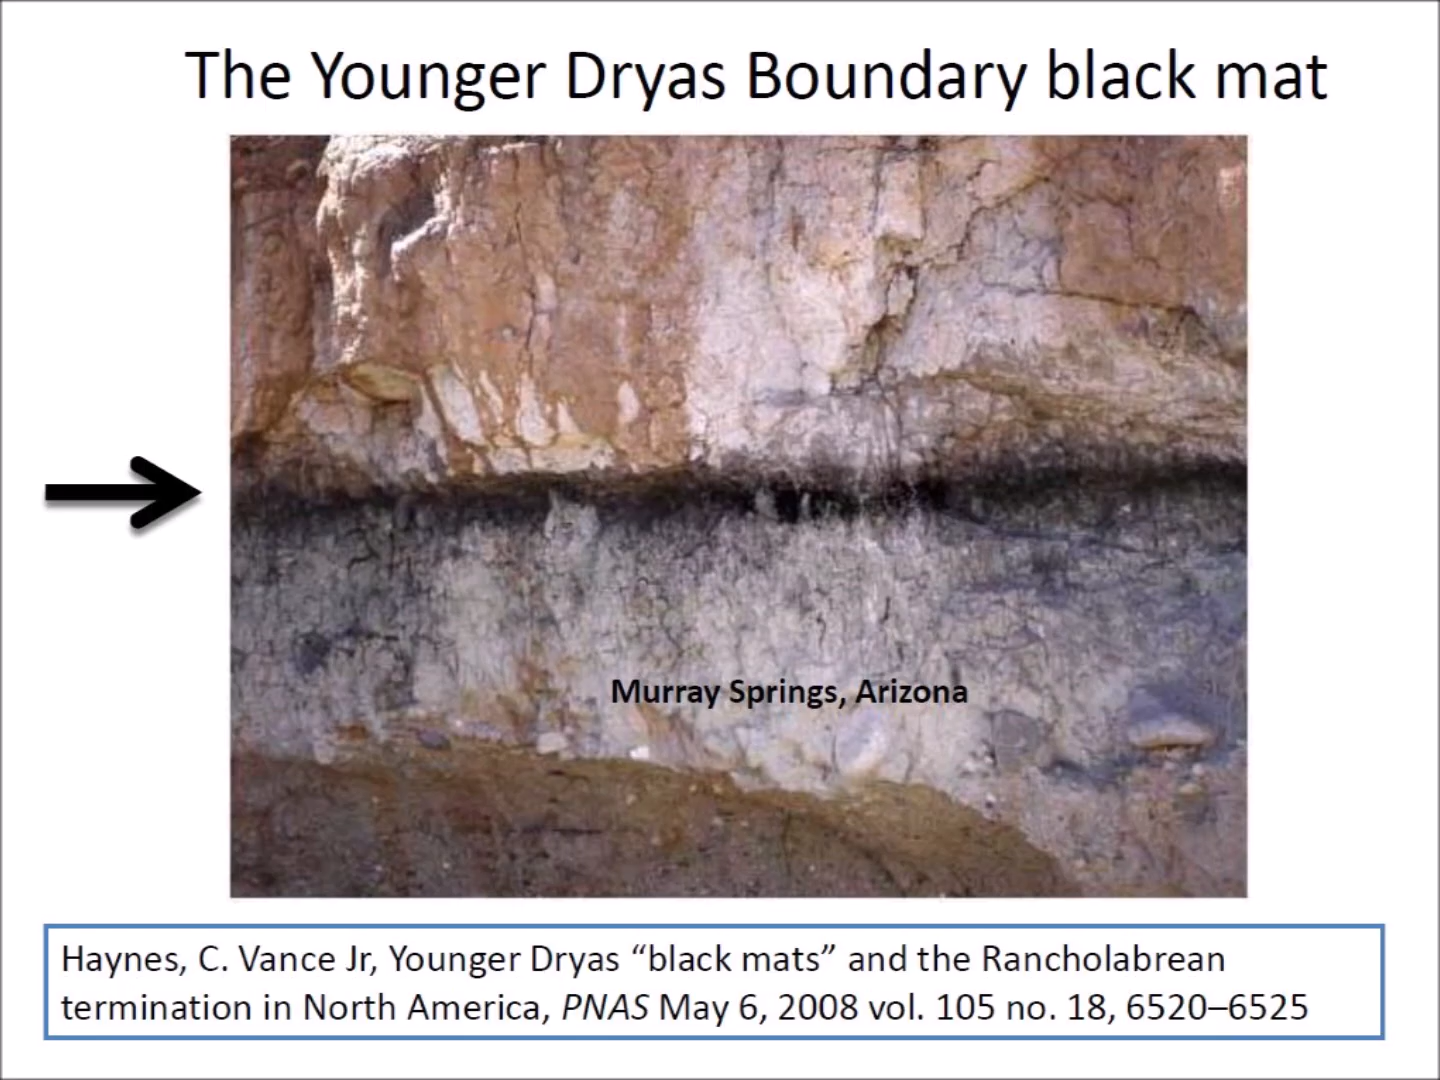 The Younger Dryas Boundary black mat
Murray Springs, Arizona
Haynes, C. Vance Jr, Younger Dryas “black mats” and the Rancholabrean
termination in North America, PNAS May 6, 2008 vol. 105 no. 18, 6520–6525